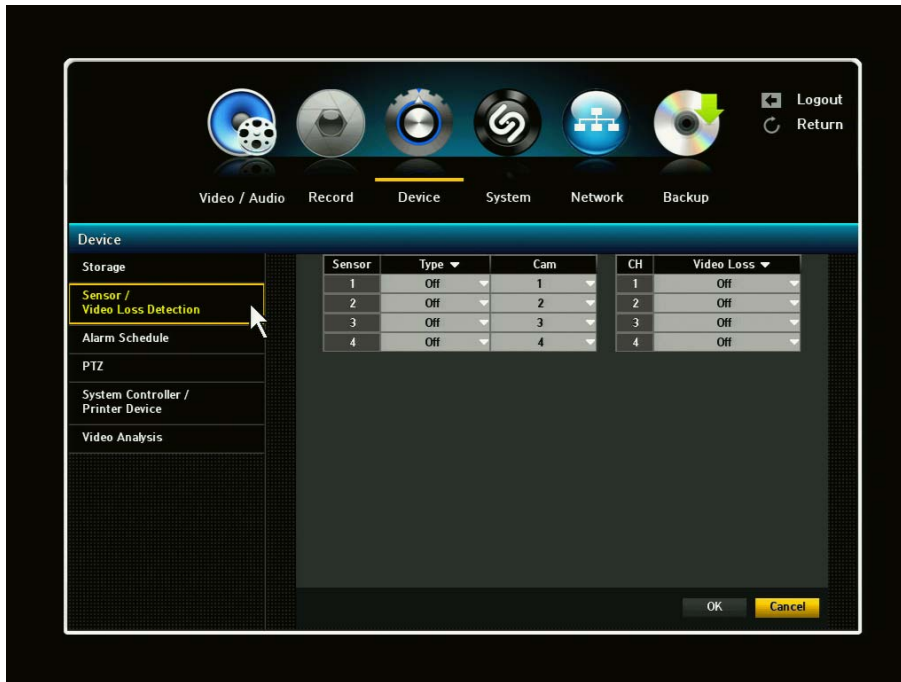 Logout
Return
Video / Audio Record Device System Network Backup
Device
Storage
Sensor /
Video Loss Detection
Alarm Schedule
PTZ
System Controller /
Printer Device
Video Analysis
Sensor Type Cam CH Video Loss
1 Off 1 1 Off
2 Off 2 2 Off
3 Off 3 3 Off
4 Off 4 4 Off
OK Cancel